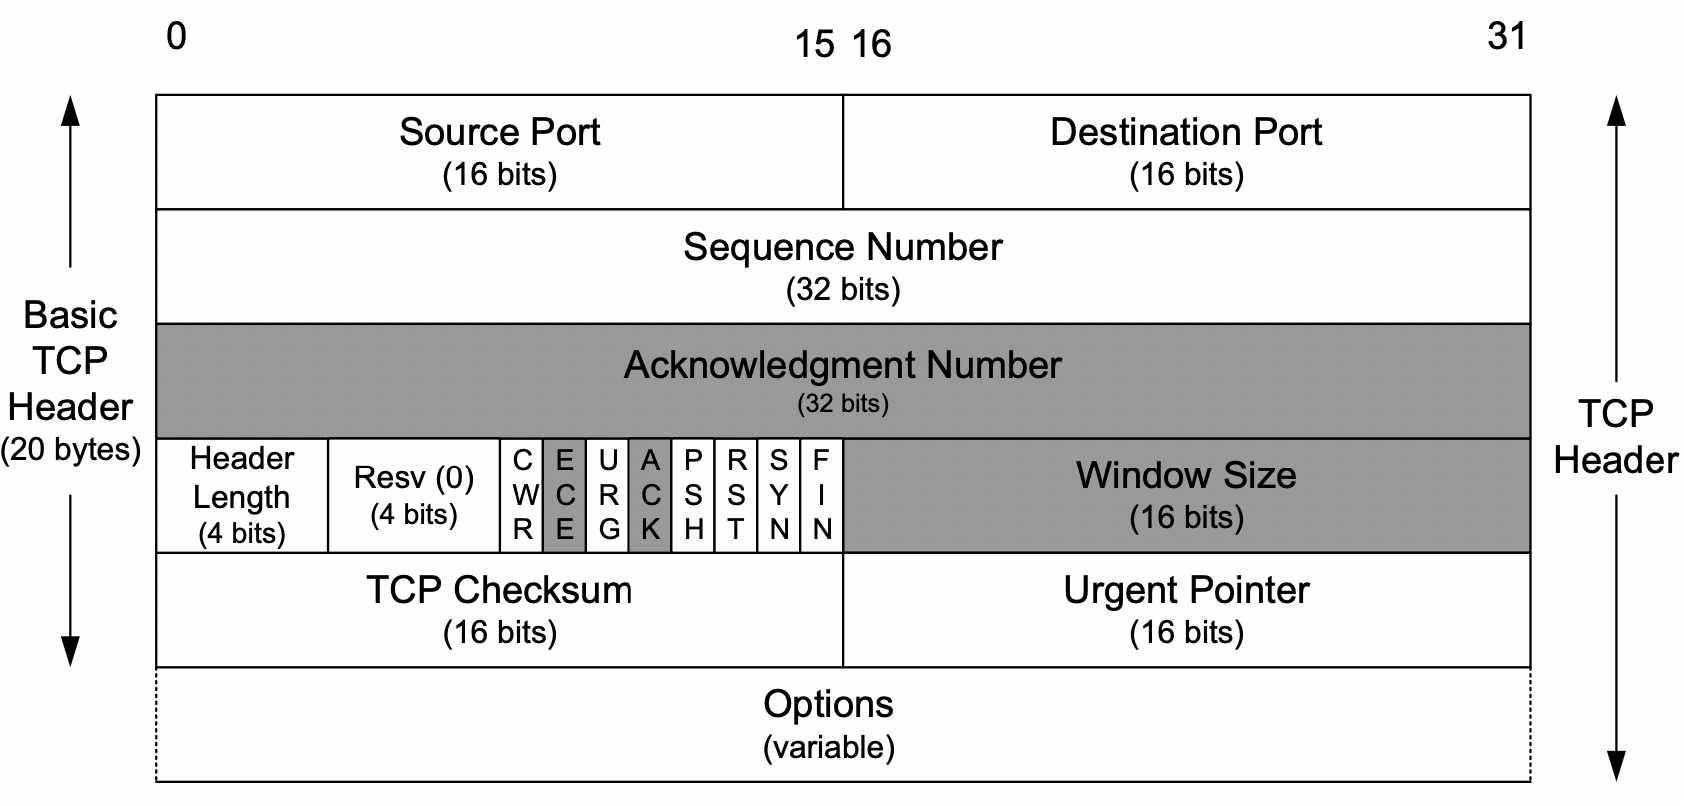 0
15 16
31
Source Port
(16 bits)
Destination Port
(16 bits)
Sequence Number
(32 bits)
Basic
TCP
Header
(20 bytes)
Acknowledgment Number
(32 bits)
TCP
Header
Header
Length
(4 bits)
Resv (0)
(4 bits)
CWR
ECE
URG
ACK
PSH
RST
SYN
FIN
Window Size
(16 bits)
TCP Checksum
(16 bits)
Urgent Pointer
(16 bits)
Options
(variable)